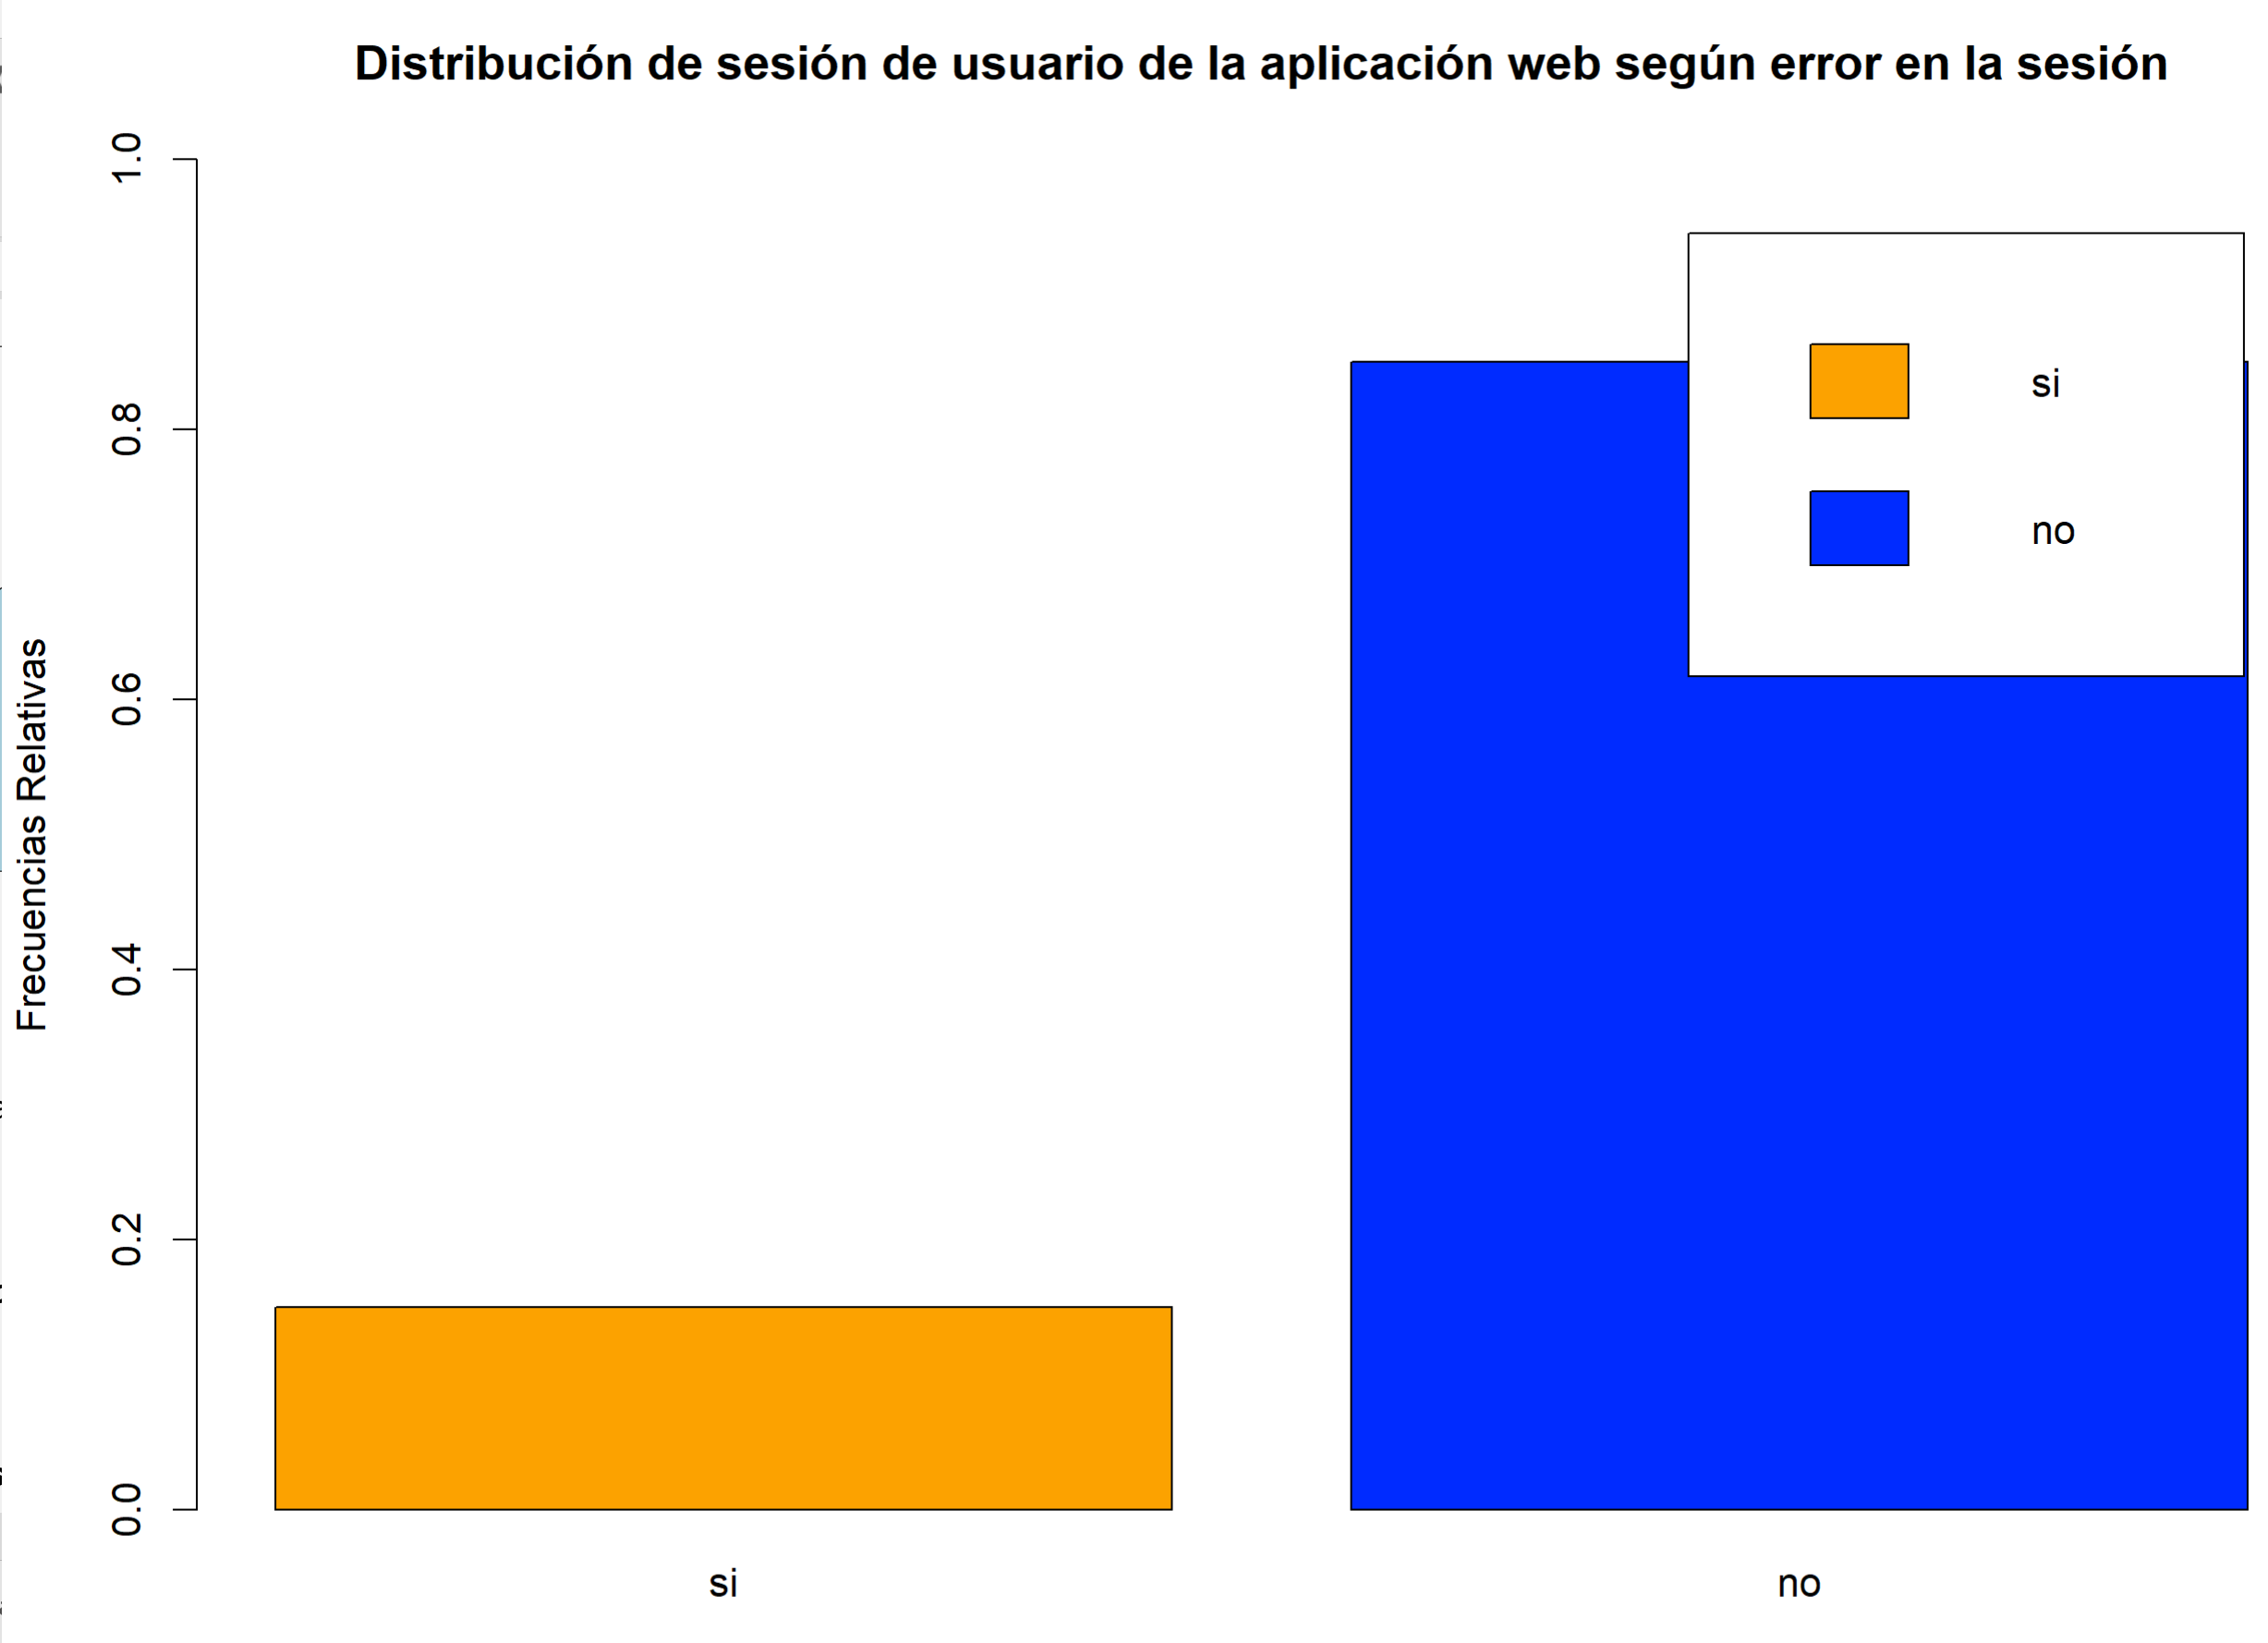 Distribución de sesión de usuario de la aplicación web según error en la sesión
Frecuencias Relativas
1.0
0.8
0.6
0.4
0.2
0.0
si
no
si
no